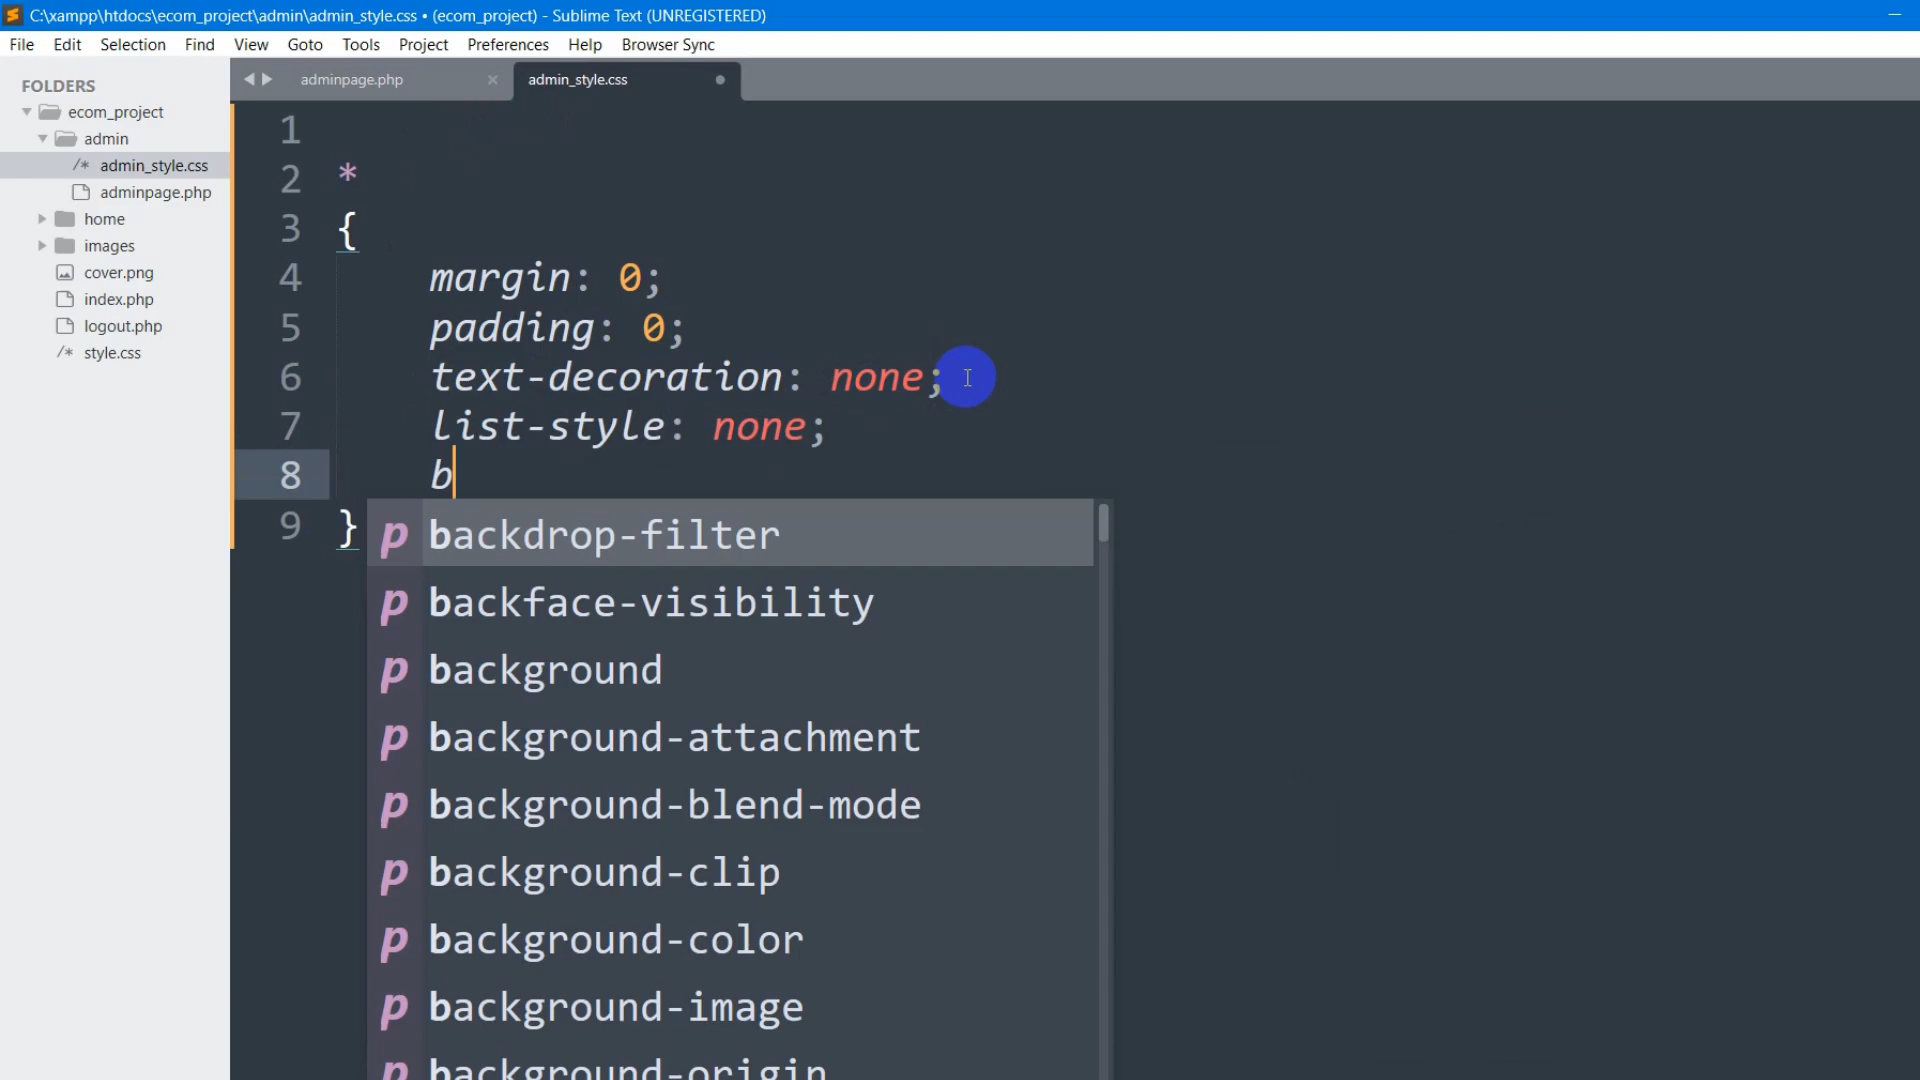 C:\xampp\htdocs\ecom_project\admin\admin_style.css • (ecom_project) - Sublime Text (UNREGISTERED)
File Edit Selection Find View Goto Tools Project Preferences Help Browser Sync
FOLDERS
ecom_project
admin
/* admin_style.css
adminpage.php
home
images
cover.png
index.php
logout.php
/* style.css
adminpage.php × admin_style.css
1
2 *
3 {
4 margin: 0;
5 padding: 0;
6 text-decoration: none;
7 list-style: none;
8 b
9 }
p backdrop-filter
p backface-visibility
p background
p background-attachment
p background-blend-mode
p background-clip
p background-color
p background-image
p background-origin